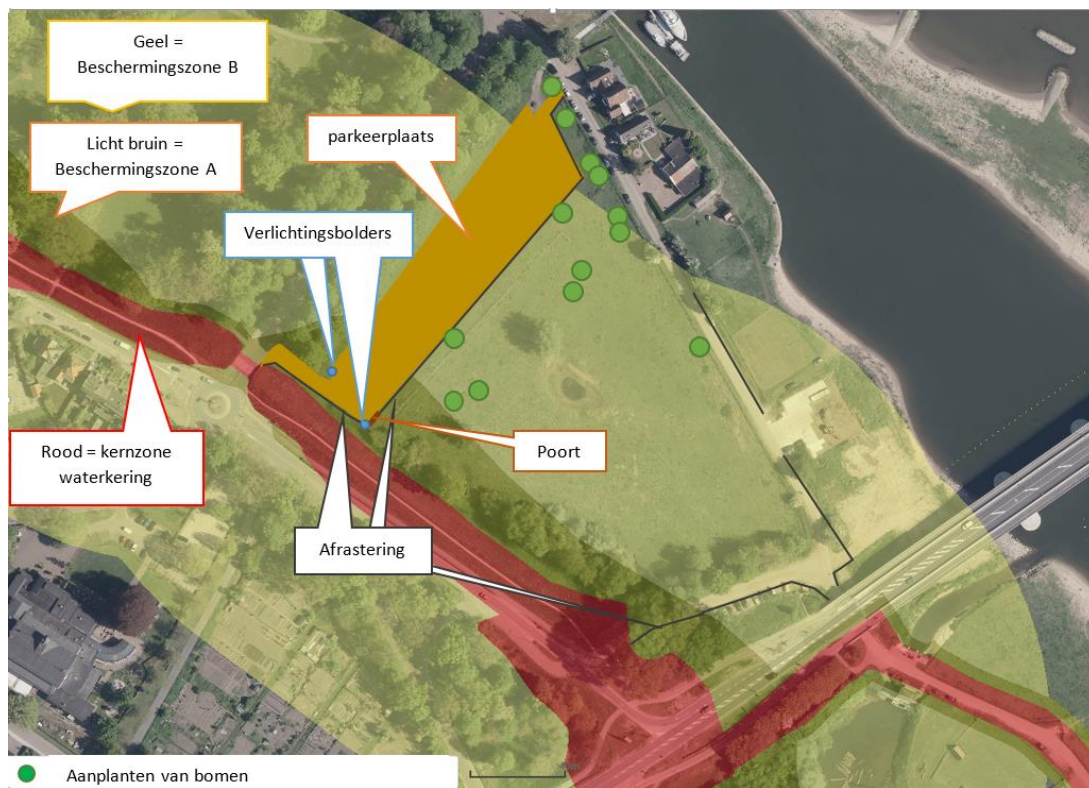 Geel =
Beschermingszone B
Licht bruin =
Beschermingszone A
parkeerplaats
Verlichtingsbolders
Rood = kernzone
waterkering
Poort
Afrastering
Aanplanten van bomen